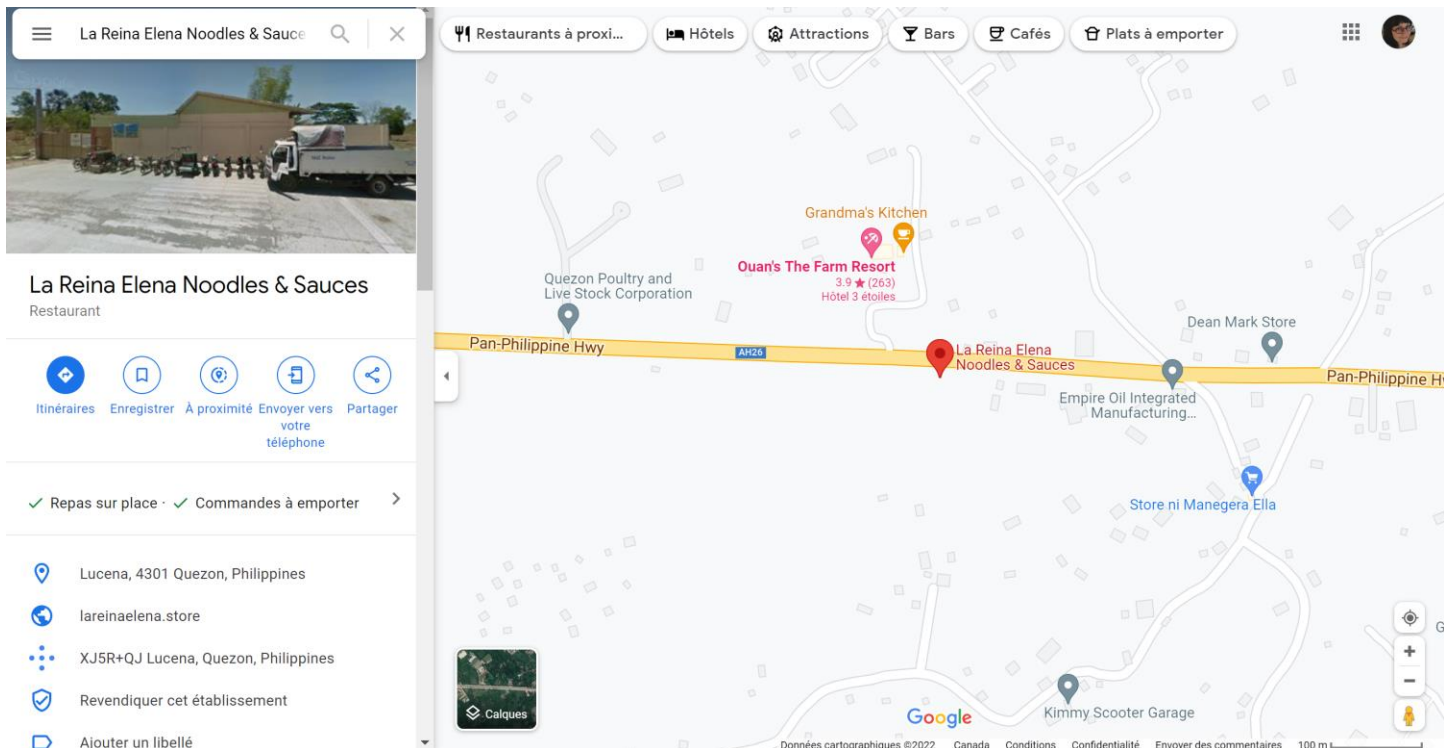 La Reina Elena Noodles & Sauce
Restaurants à proxi...
Hôtels
Attractions
Bars
Cafés
Plats à emporter
La Reina Elena Noodles & Sauces
Restaurant
Itinéraires
Enregistrer
À proximité
Envoyer vers
votre
téléphone
Partager
Repas sur place · Commandes à emporter
Lucena, 4301 Quezon, Philippines
lareinaelena.store
XJ5R+QJ Lucena, Quezon, Philippines
Revendiquer cet établissement
Ajouter un libellé
Grandma's Kitchen
Ouan's The Farm Resort
3.9 ★ (263)
Hôtel 3 étoiles
Quezon Poultry and
Live Stock Corporation
Dean Mark Store
Pan-Philippine Hwy
AH26
La Reina Elena
Noodles & Sauces
Pan-Philippine H
Empire Oil Integrated
Manufacturing...
Store ni Manegera Ella
Kimmy Scooter Garage
G
Calques
Google
Données cartographiques ©2022 Canada Conditions Confidentialité Envoyer des commentaires 100 m